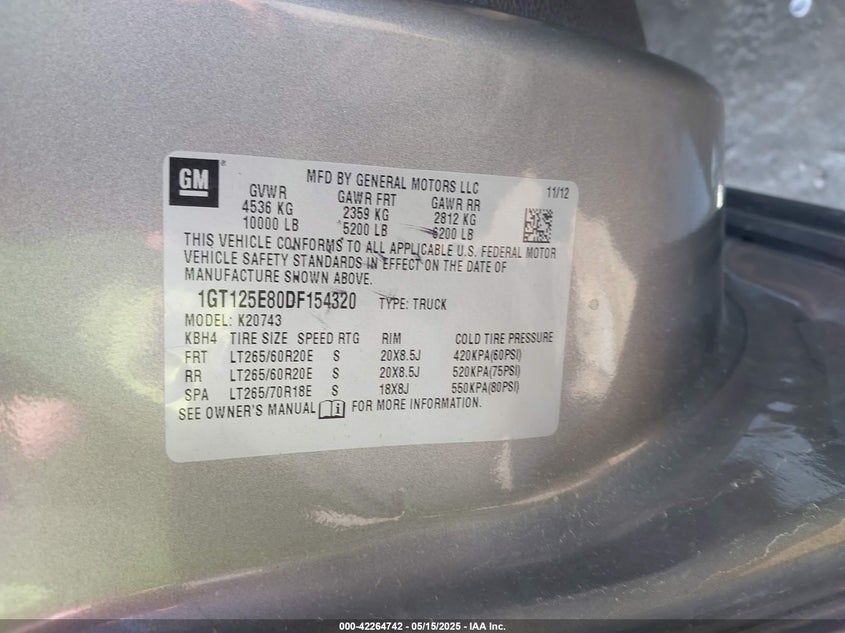 GM
MFD BY GENERAL MOTORS LLC
11/12
GVWR GAWR FRT GAWR RR
4536 KG 2359 KG 2812 KG
10000 LB 5200 LB 6200 LB
THIS VEHICLE CONFORMS TO ALL APPLICABLE U.S. FEDERAL MOTOR
VEHICLE SAFETY STANDARDS IN EFFECT ON THE DATE OF
MANUFACTURE SHOWN ABOVE.
1GT125E80DF154320 TYPE: TRUCK
MODEL: K20743
KBH4 TIRE SIZE SPEED RTG RIM COLD TIRE PRESSURE
FRT LT265/60R20E S 20X8.5J 420KPA(60PSI)
RR LT265/60R20E S 20X8.5J 520KPA(75PSI)
SPA LT265/70R18E S 18X8J 550KPA(80PSI)
SEE OWNER'S MANUAL i FOR MORE INFORMATION.
000-42264742 - 05/15/2025 - IAA Inc.